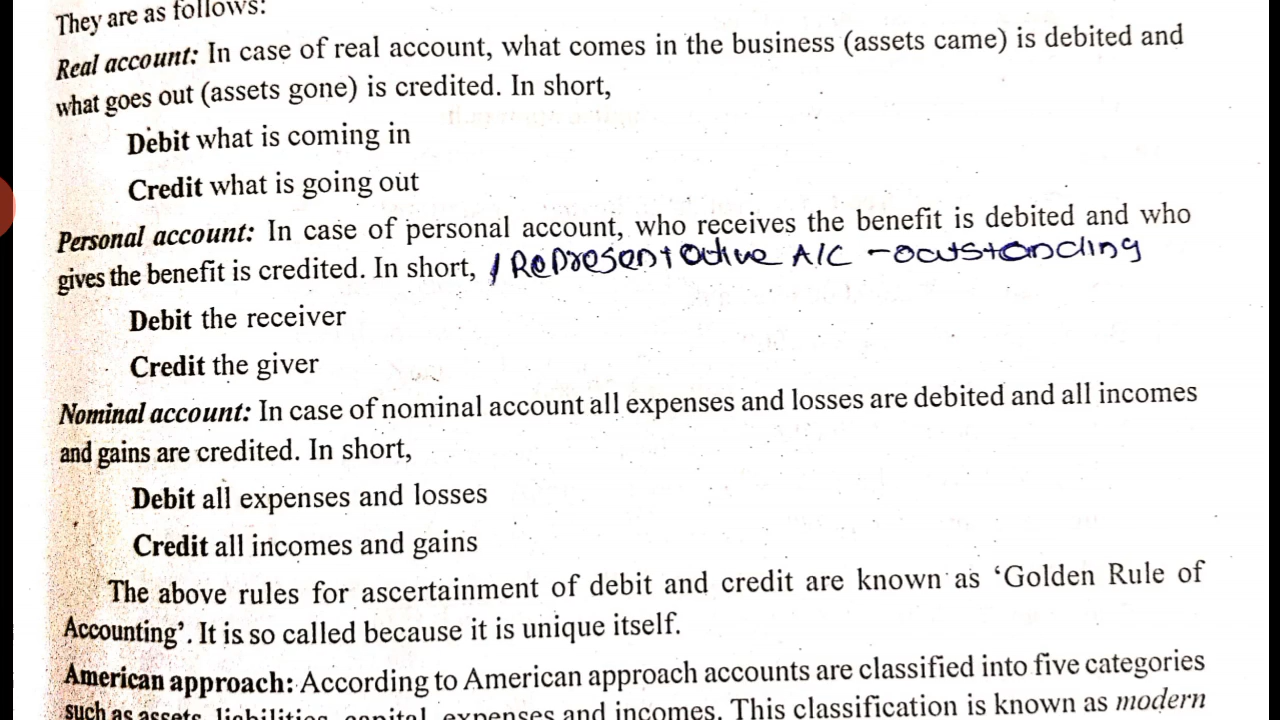 They are as follows:
Real account: In case of real account, what comes in the business (assets came) is debited and
what goes out (assets gone) is credited. In short,
Debit what is coming in
Credit what is going out
Personal account: In case of personal account, who receives the benefit is debited and who
gives the benefit is credited. In short, / Representative A/C - outstanding
Debit the receiver
Credit the giver
Nominal account: In case of nominal account all expenses and losses are debited and all incomes
and gains are credited. In short,
Debit all expenses and losses
Credit all incomes and gains
The above rules for ascertainment of debit and credit are known as ‘Golden Rule of
Accounting’. It is so called because it is unique itself.
American approach: According to American approach accounts are classified into five categories
such as assets, liabilities, capital, expenses and incomes. This classification is known as modern